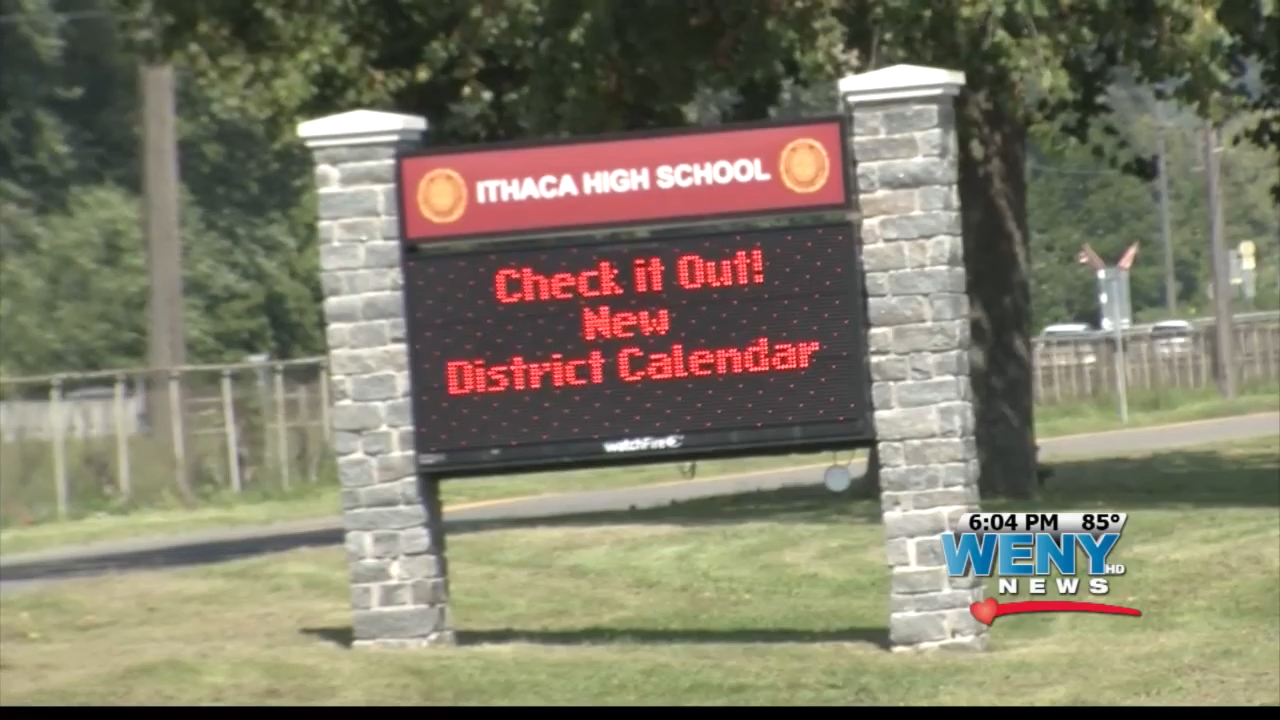 ITHACA HIGH SCHOOL
Check it Out!
New
District Calendar
watchFire
6:04 PM 85°
WENY HD
NEWS